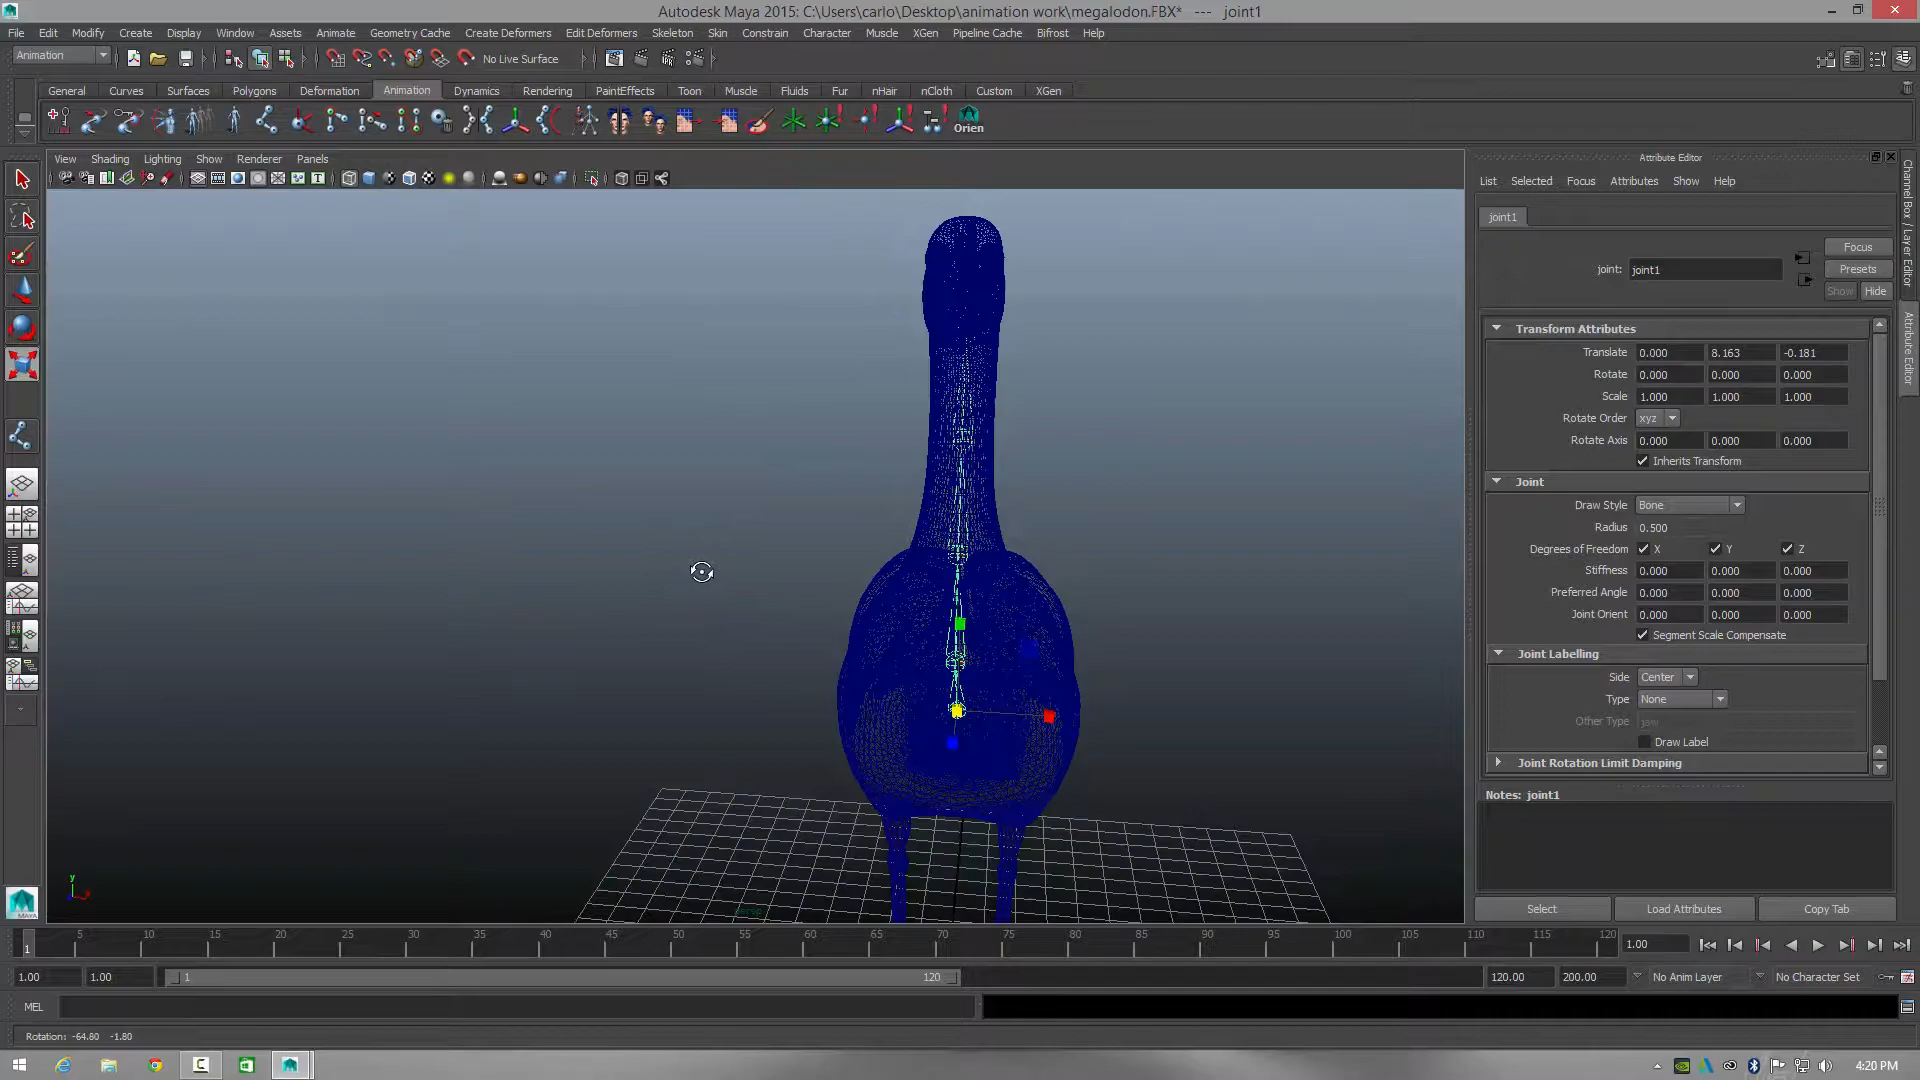 Autodesk Maya 2015: C:\Users\carlo\Desktop\animation work\megalodon.FBX* --- joint1
File Edit Modify Create Display Window Assets Animate Geometry Cache Create Deformers Edit Deformers Skeleton Skin Constrain Character Muscle XGen Pipeline Cache Bifrost Help
Animation No Live Surface
General Curves Surfaces Polygons Deformation Animation Dynamics Rendering PaintEffects Toon Muscle Fluids Fur nHair nCloth Custom XGen
Orien
View Shading Lighting Show Renderer Panels
Attribute Editor
List Selected Focus Attributes Show Help
joint1
Focus
joint: joint1
Presets
Show Hide
Transform Attributes
Translate 0.000 8.163 -0.181
Rotate 0.000 0.000 0.000
Scale 1.000 1.000 1.000
Rotate Order xyz
Rotate Axis 0.000 0.000 0.000
Inherits Transform
Joint
Draw Style Bone
Radius 0.500
Degrees of Freedom X Y Z
Stiffness 0.000 0.000 0.000
Preferred Angle 0.000 0.000 0.000
Joint Orient 0.000 0.000 0.000
Segment Scale Compensate
Joint Labelling
Side Center
Type None
Other Type jaw
Draw Label
Joint Rotation Limit Damping
Notes: joint1
Select Load Attributes Copy Tab
Channel Box / Layer Editor
Attribute Editor
y
persp
MAYA
1 5 10 15 20 25 30 35 40 45 50 55 60 65 70 75 80 85 90 95 100 105 110 115 120 1.00
1.00 1.00 1 120 120.00 200.00 No Anim Layer No Character Set
MEL
Rotation: -64.80 -1.80
4:20 PM